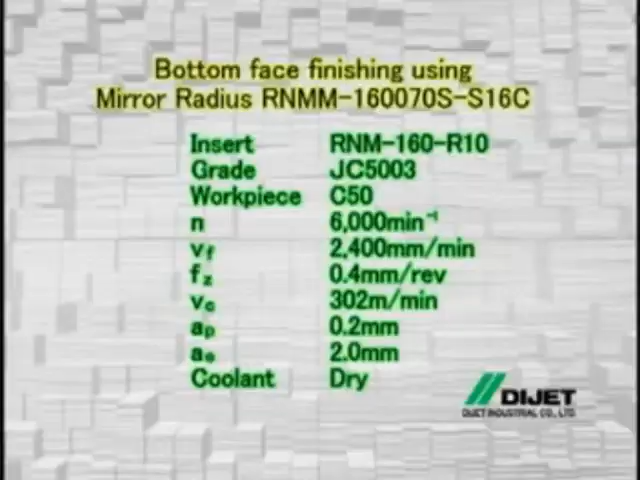 Bottom face finishing using
Mirror Radius RNMM-160070S-S16C
Insert RNM-160-R10
Grade JC5003
Workpiece C50
n 6,000min⁻¹
vf 2,400mm/min
fz 0.4mm/rev
vc 302m/min
ap 0.2mm
ae 2.0mm
Coolant Dry
DIJET
DIJET INDUSTRIAL CO., LTD